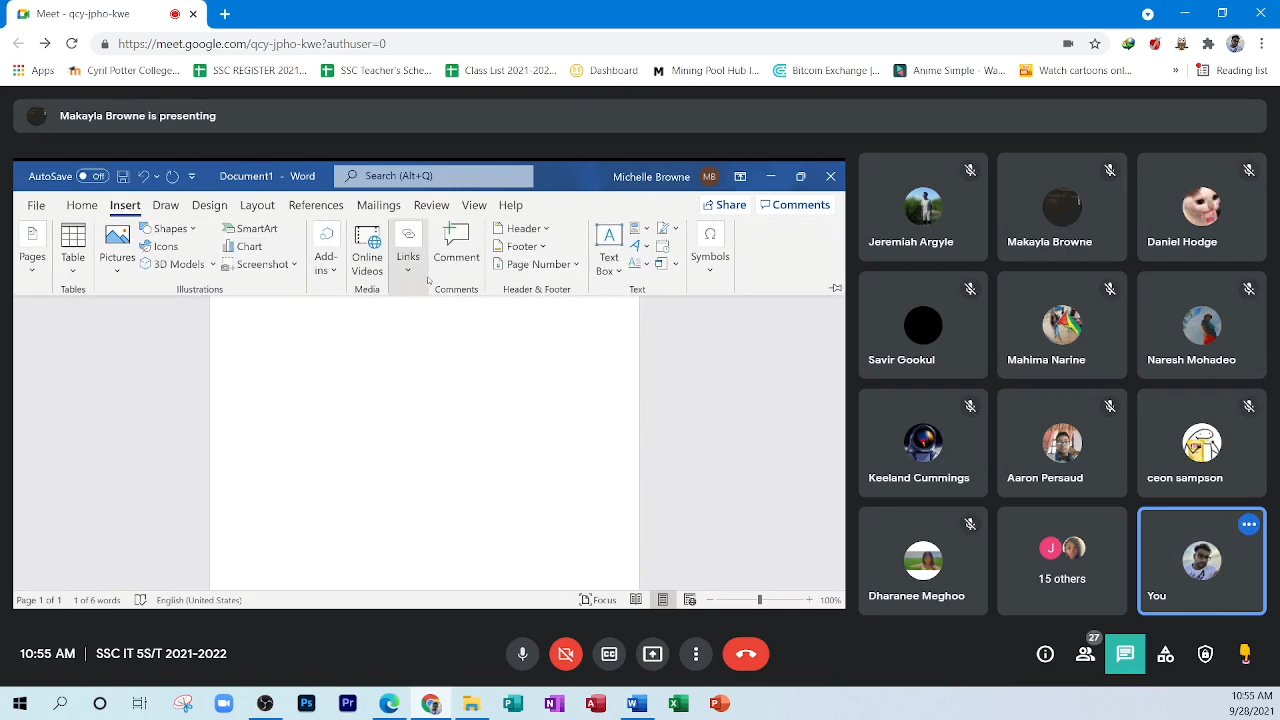 Meet - qcy-jpho-kwe
https://meet.google.com/qcy-jpho-kwe?authuser=0
Apps Cyril Potter College... SSC REGISTER 2021... SSC Teacher's Sche... Class List 2021-202... Dashboard Mining Pool Hub I... Bitcoin Exchange |... Anime Simple - Wa... Watch cartoons onl... » Reading list
Makayla Browne is presenting
AutoSave Off Document1 - Word Search (Alt+Q) Michelle Browne MB
File Home Insert Draw Design Layout References Mailings Review View Help Share Comments
Pages Table Pictures Shapes Icons 3D Models SmartArt Chart Screenshot Add-ins Online Videos Links Comment Header Footer Page Number Text Box Symbols
Tables Illustrations Media Comments Header & Footer Text
Page 1 of 1 1 of 6 words English (United States) Focus 100%
Jeremiah Argyle Makayla Browne Daniel Hodge
Savir Gookul Mahima Narine Naresh Mohadeo
Keeland Cummings Aaron Persaud ceon sampson
J
Dharanee Meghoo 15 others You
10:55 AM | SSC IT 5S/T 2021-2022 27
10:55 AM
9/28/2021